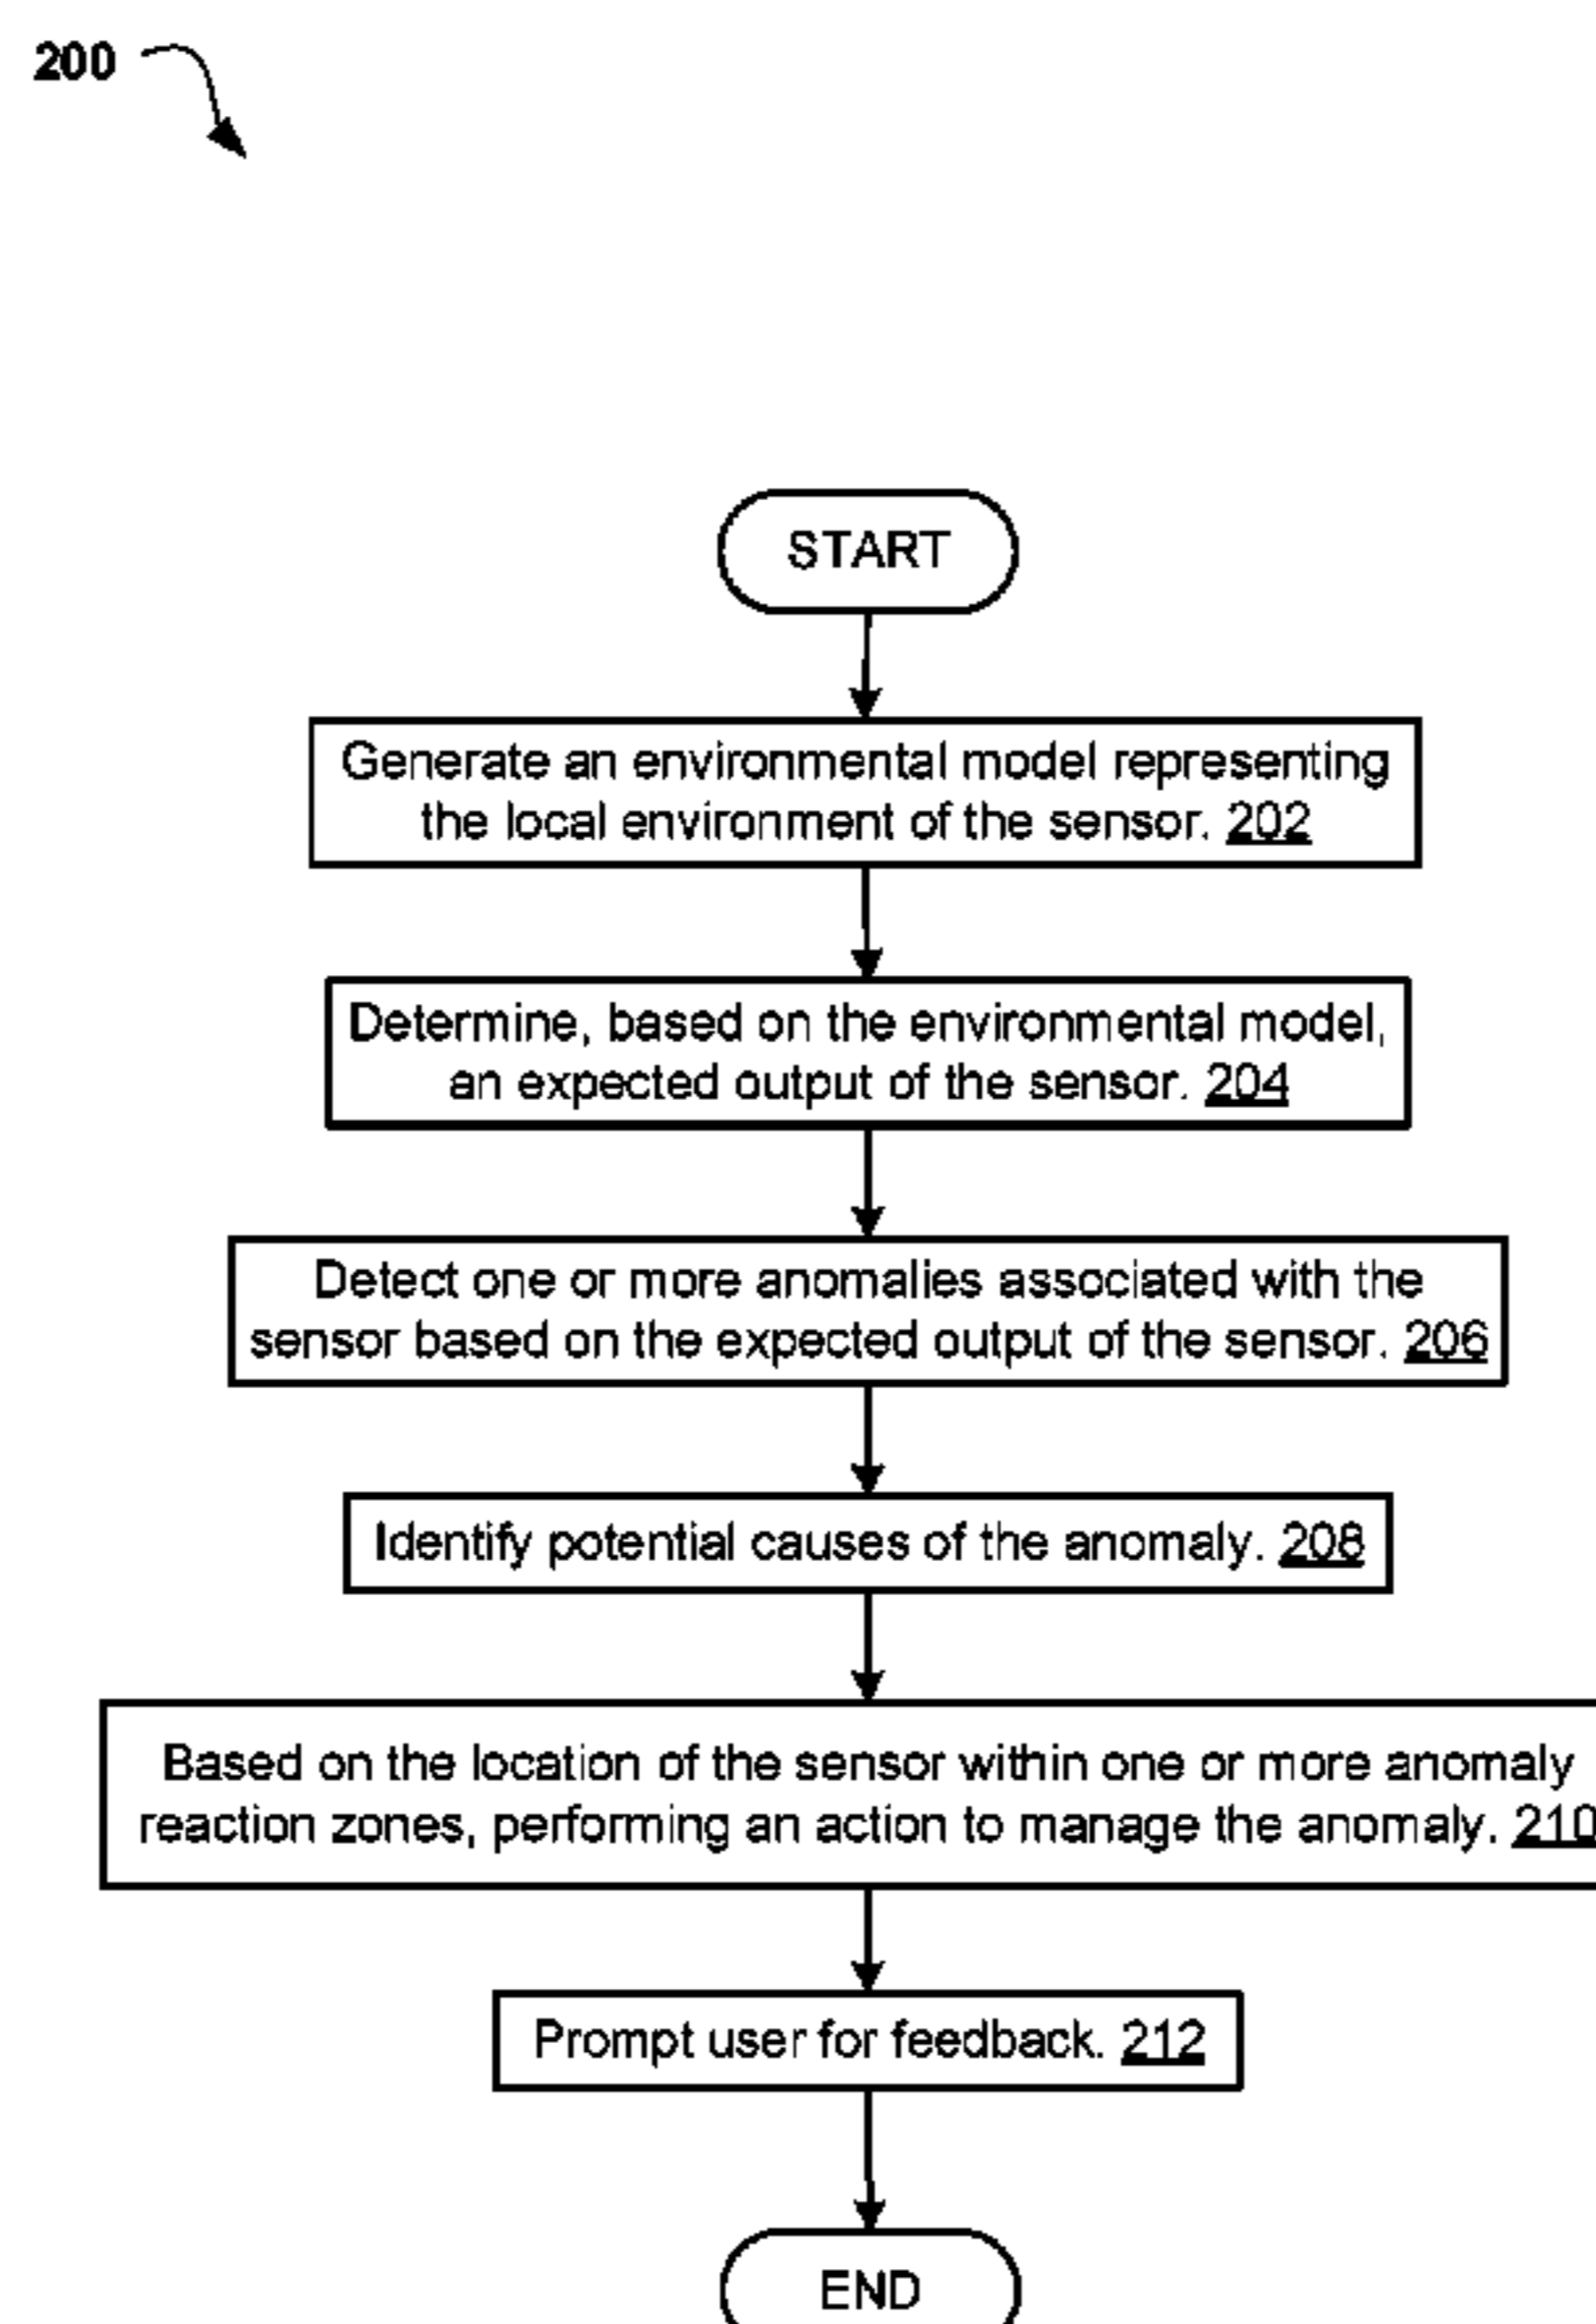 200
START
Generate an environmental model representing
the local environment of the sensor. 202
Determine, based on the environmental model,
an expected output of the sensor. 204
Detect one or more anomalies associated with the
sensor based on the expected output of the sensor. 206
Identify potential causes of the anomaly. 208
Based on the location of the sensor within one or more anomaly
reaction zones, performing an action to manage the anomaly. 210
Prompt user for feedback. 212
END